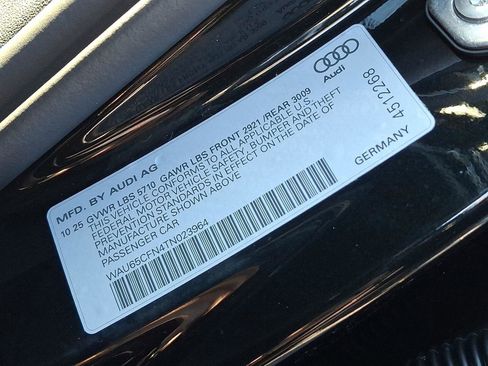 MFD. BY AUDI AG
10 25 GVWR LBS 5710 GAWR LBS FRONT 2921 /REAR 3009
THIS VEHICLE CONFORMS TO ALL APPLICABLE U.S.
FEDERAL MOTOR VEHICLE SAFETY, BUMPER AND THEFT
PREVENTION STANDARDS IN EFFECT ON THE DATE OF
MANUFACTURE SHOWN ABOVE
PASSENGER CAR
WAU65CFN4TN023964
Audi
4512268
GERMANY